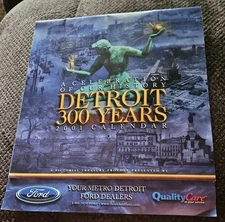 A CELEBRATION
OF OUR HISTORY
DETROIT
300 YEARS
2001 CALENDAR
A PICTORIAL TREASURY PROUDLY PRESENTED BY
Ford
YOUR METRO DETROIT
FORD DEALERS
QualityCare